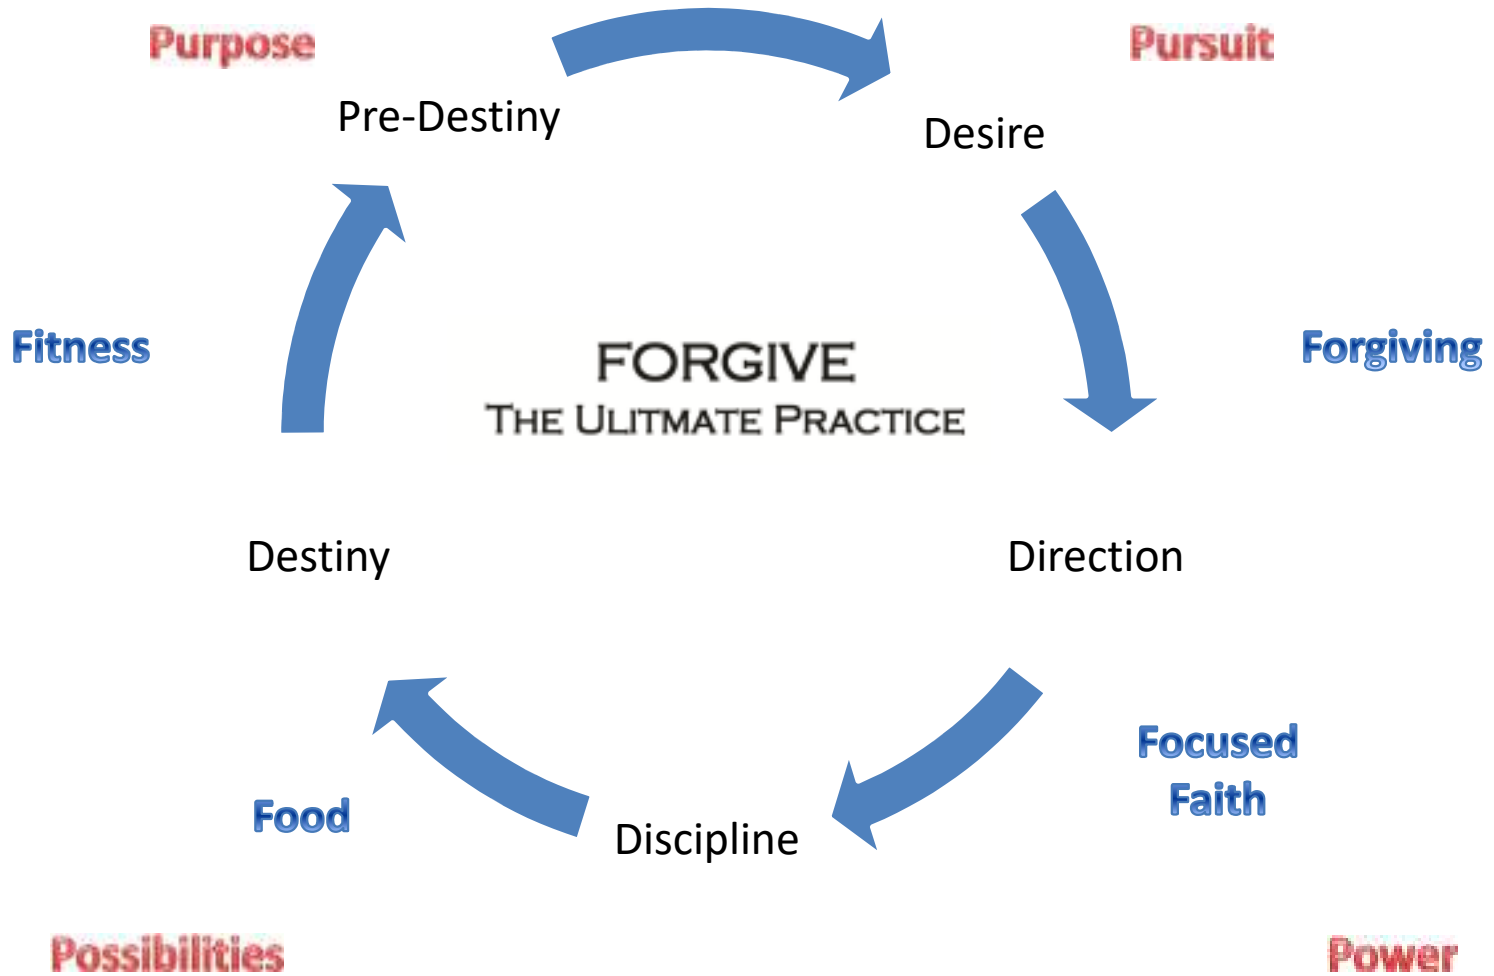 Purpose
Pursuit
Pre-Destiny
Desire
Fitness
FORGIVE
THE ULITMATE PRACTICE
Forgiving
Destiny
Direction
Focused
Faith
Food
Discipline
Possibilities
Power